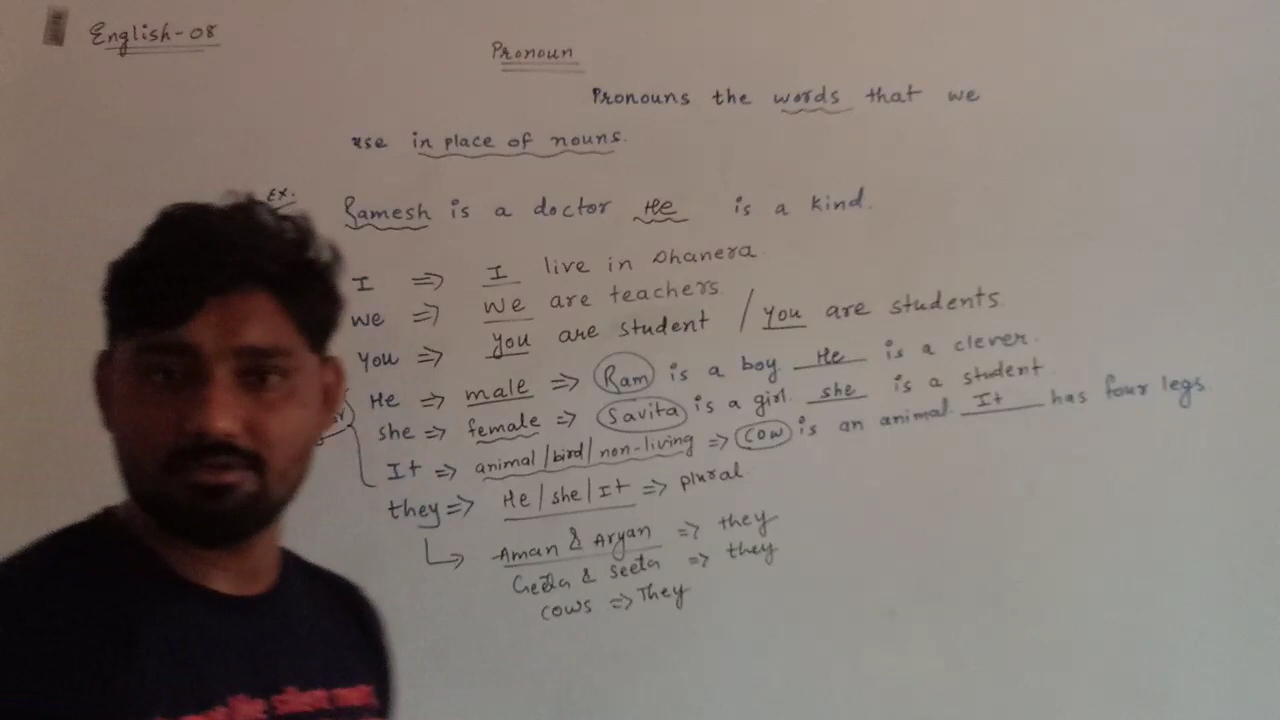 English-08
Pronoun
Pronouns the words that we
use in place of nouns.
Ex.
Ramesh is a doctor He is a kind.
I ⇒ I live in Dhanera.
we ⇒ we are teachers.
you ⇒ you are student / you are students.
He ⇒ male ⇒ Ram is a boy. He is a clever.
she ⇒ female ⇒ Savita is a girl. she is a student.
It ⇒ animal/bird/non-living ⇒ cow is an animal. It has four legs.
they ⇒ He/she/It ⇒ plural
Aman & Aryan ⇒ they
Geeta & Seeta ⇒ they
cows ⇒ They